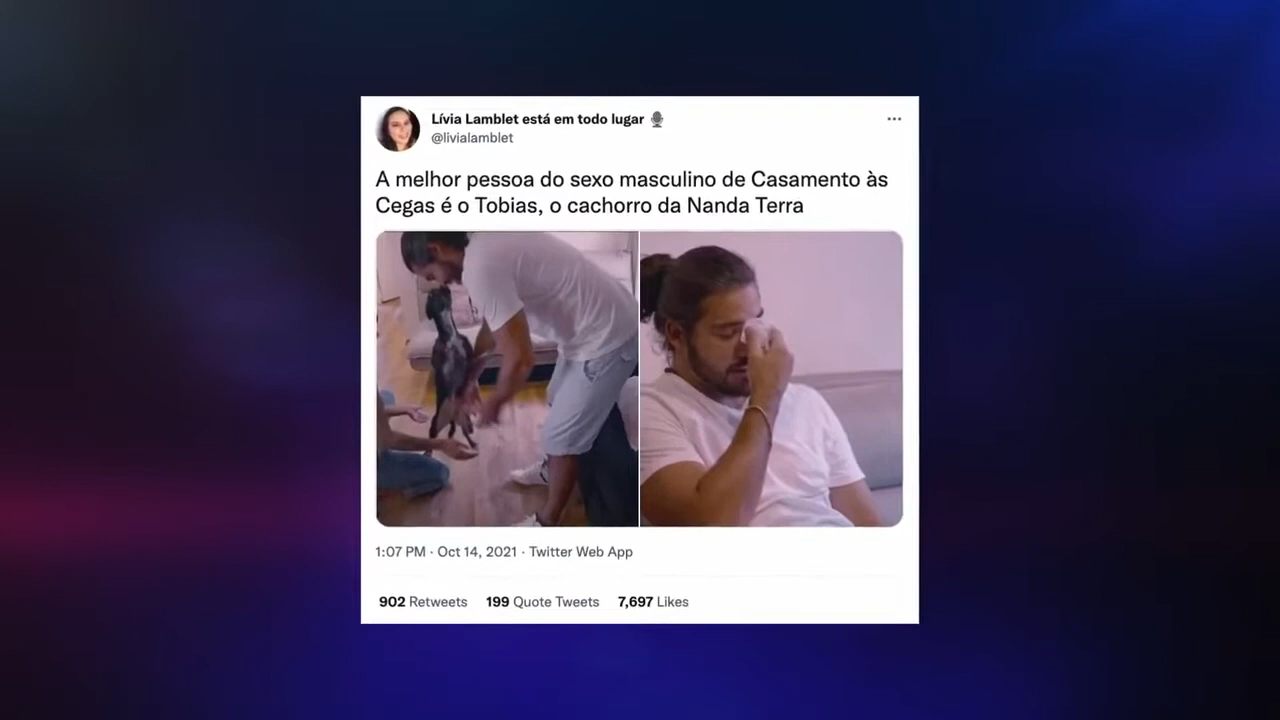 Lívia Lamblet está em todo lugar 🎙️
@livialamblet
A melhor pessoa do sexo masculino de Casamento às
Cegas é o Tobias, o cachorro da Nanda Terra
1:07 PM · Oct 14, 2021 · Twitter Web App
902 Retweets 199 Quote Tweets 7,697 Likes